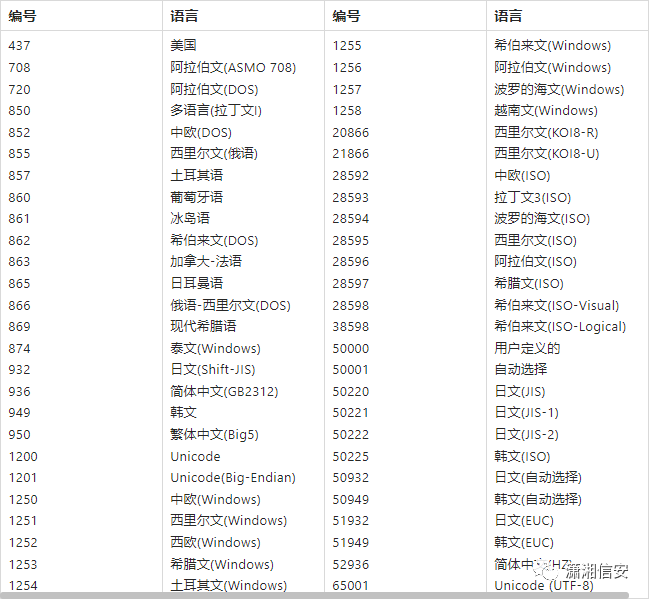 编号 语言 编号 语言
437 美国 1255 希伯来文(Windows)
708 阿拉伯文(ASMO 708) 1256 阿拉伯文(Windows)
720 阿拉伯文(DOS) 1257 波罗的海文(Windows)
850 多语言(拉丁文I) 1258 越南文(Windows)
852 中欧(DOS) 20866 西里尔文(KOI8-R)
855 西里尔文(俄语) 21866 西里尔文(KOI8-U)
857 土耳其语 28592 中欧(ISO)
860 葡萄牙语 28593 拉丁文3(ISO)
861 冰岛语 28594 波罗的海文(ISO)
862 希伯来文(DOS) 28595 西里尔文(ISO)
863 加拿大-法语 28596 阿拉伯文(ISO)
865 日耳曼语 28597 希腊文(ISO)
866 俄语-西里尔文(DOS) 28598 希伯来文(ISO-Visual)
869 现代希腊语 38598 希伯来文(ISO-Logical)
874 泰文(Windows) 50000 用户定义的
932 日文(Shift-JIS) 50001 自动选择
936 简体中文(GB2312) 50220 日文(JIS)
949 韩文 50221 日文(JIS-1)
950 繁体中文(Big5) 50222 日文(JIS-2)
1200 Unicode 50225 韩文(ISO)
1201 Unicode(Big-Endian) 50932 日文(自动选择)
1250 中欧(Windows) 50949 韩文(自动选择)
1251 西里尔文(Windows) 51932 日文(EUC)
1252 西欧(Windows) 51949 韩文(EUC)
1253 希腊文(Windows) 52936 简体中文(HZ)
潇湘信安
1254 土耳其文(Windows) 65001 Unicode (UTF-8)